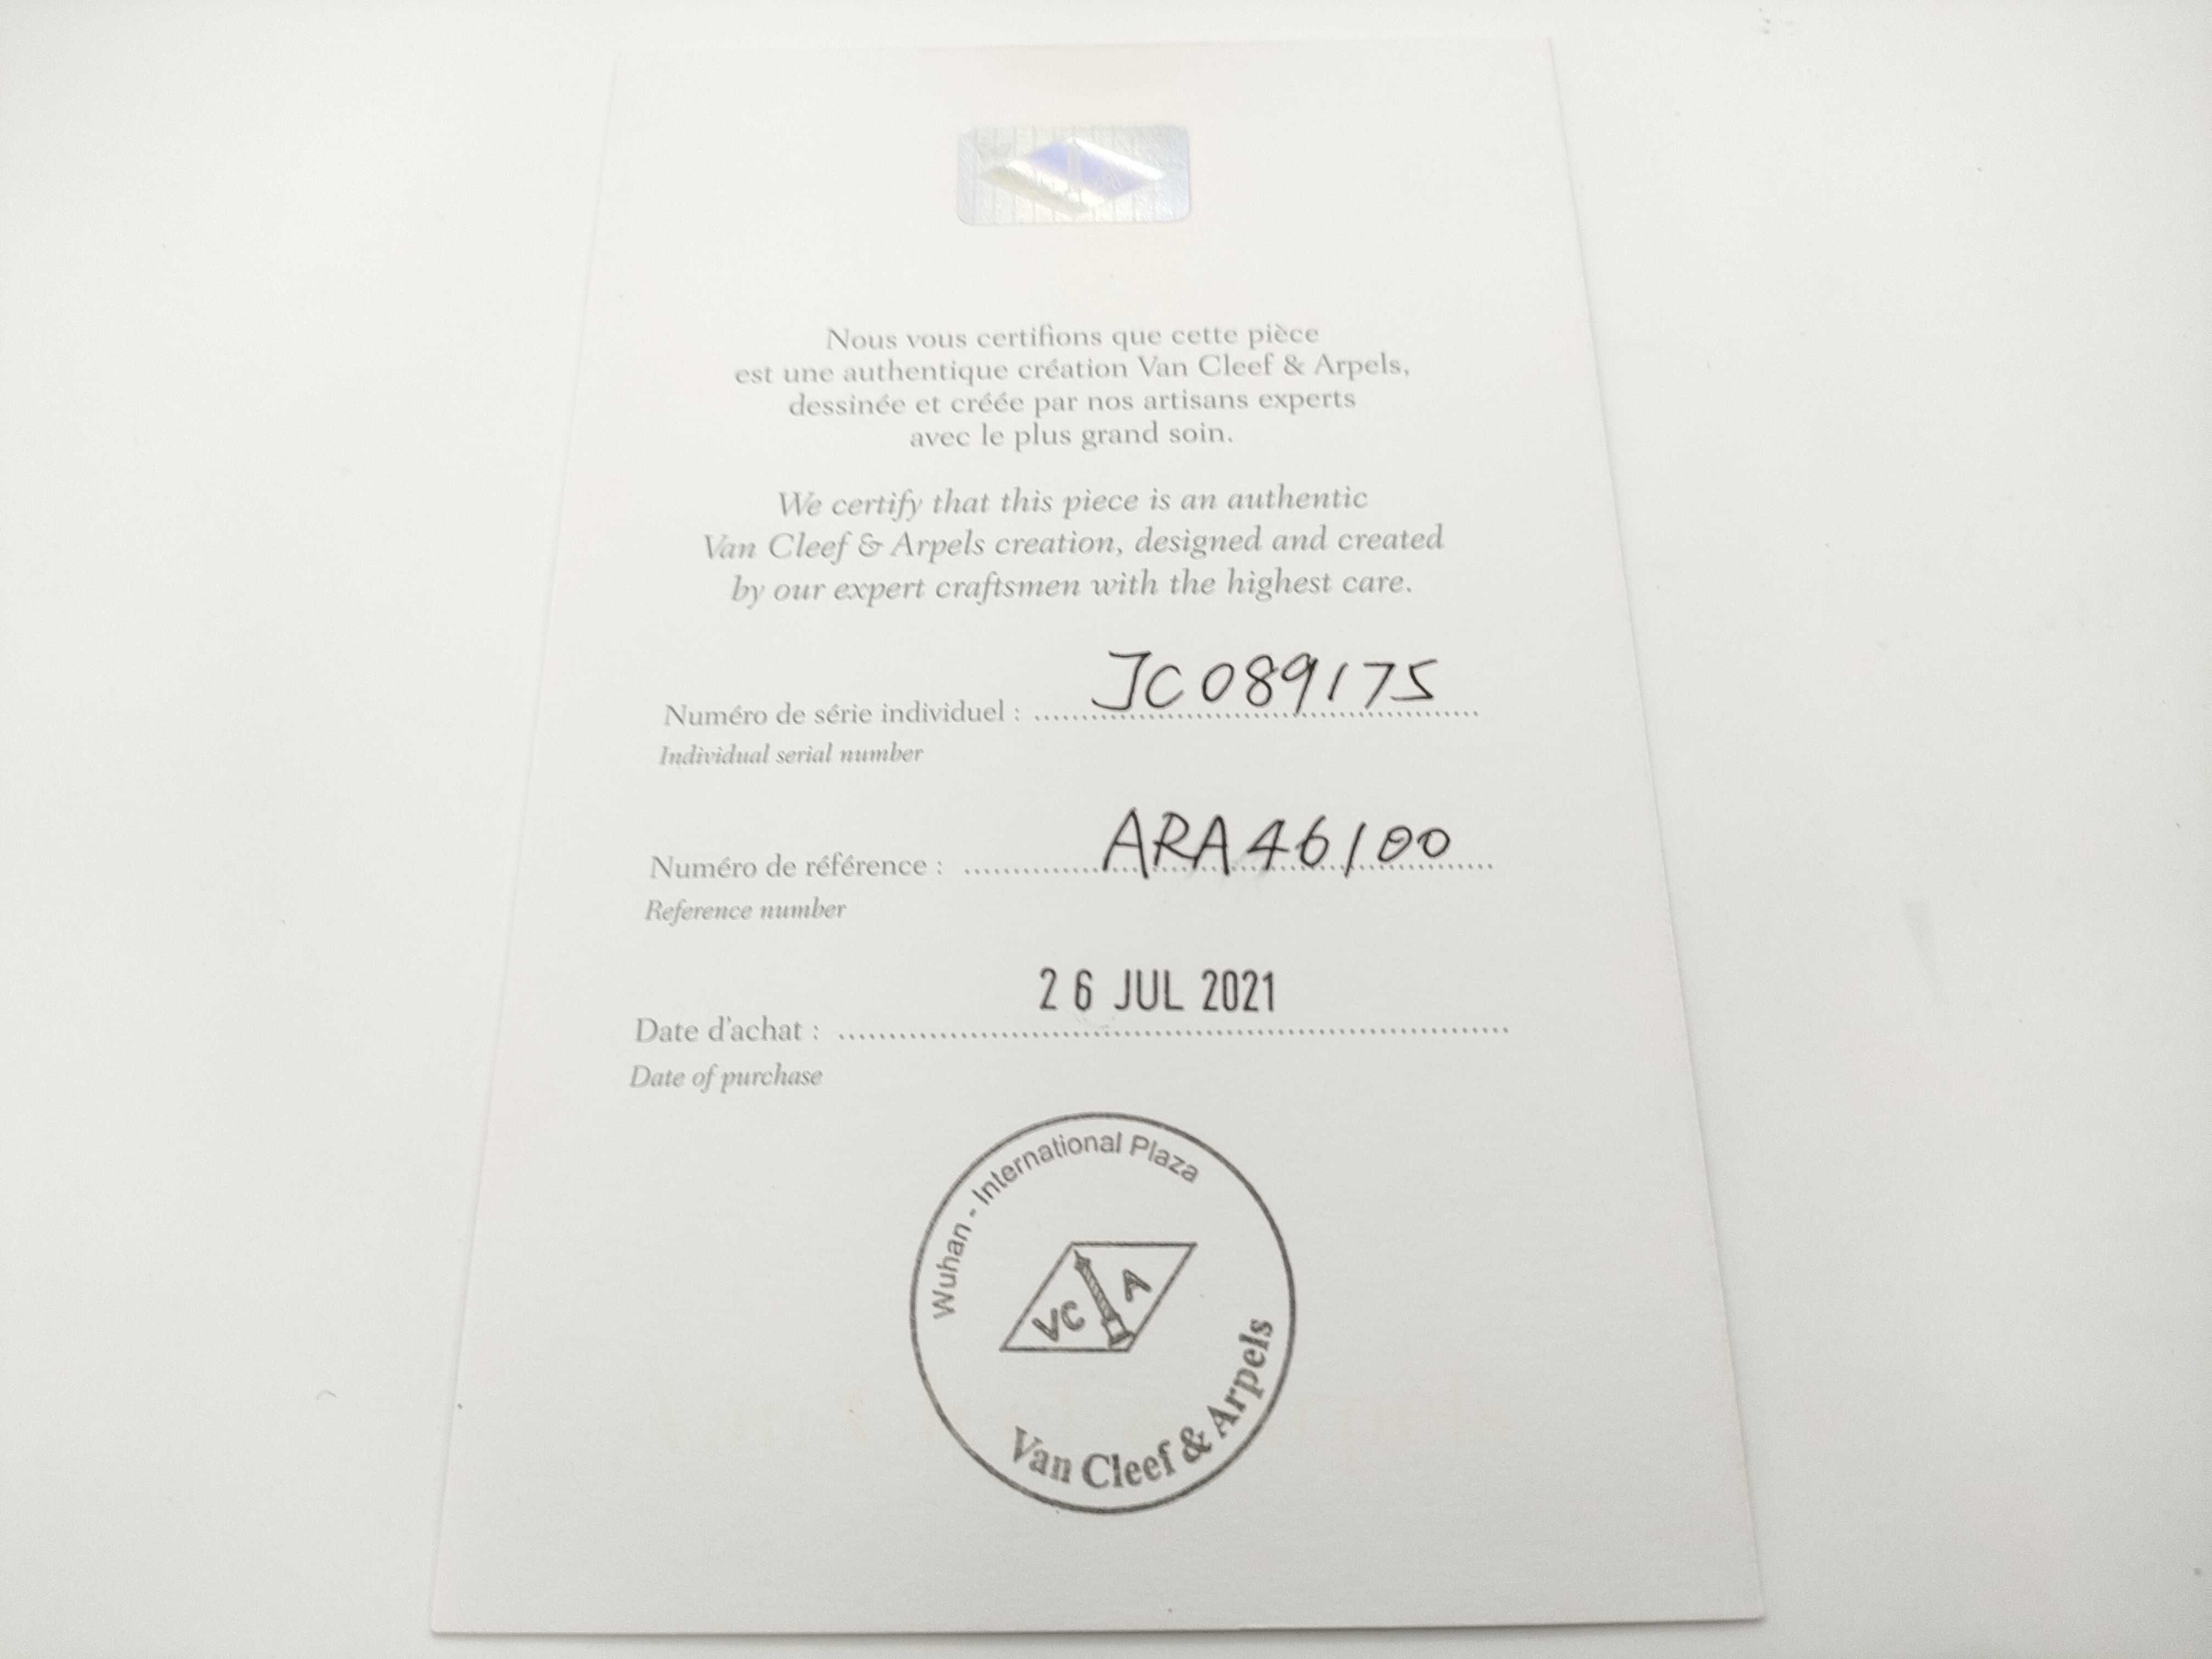 Nous vous certifions que cette pièce
est une authentique création Van Cleef & Arpels,
dessinée et créée par nos artisans experts
avec le plus grand soin.
We certify that this piece is an authentic
Van Cleef & Arpels creation, designed and created
by our expert craftsmen with the highest care.
Numéro de série individuel : JC089175
Individual serial number
Numéro de référence : ARA46100
Reference number
26 JUL 2021
Date d'achat :
Date of purchase
Wuhan - International Plaza
VC A
Van Cleef & Arpels